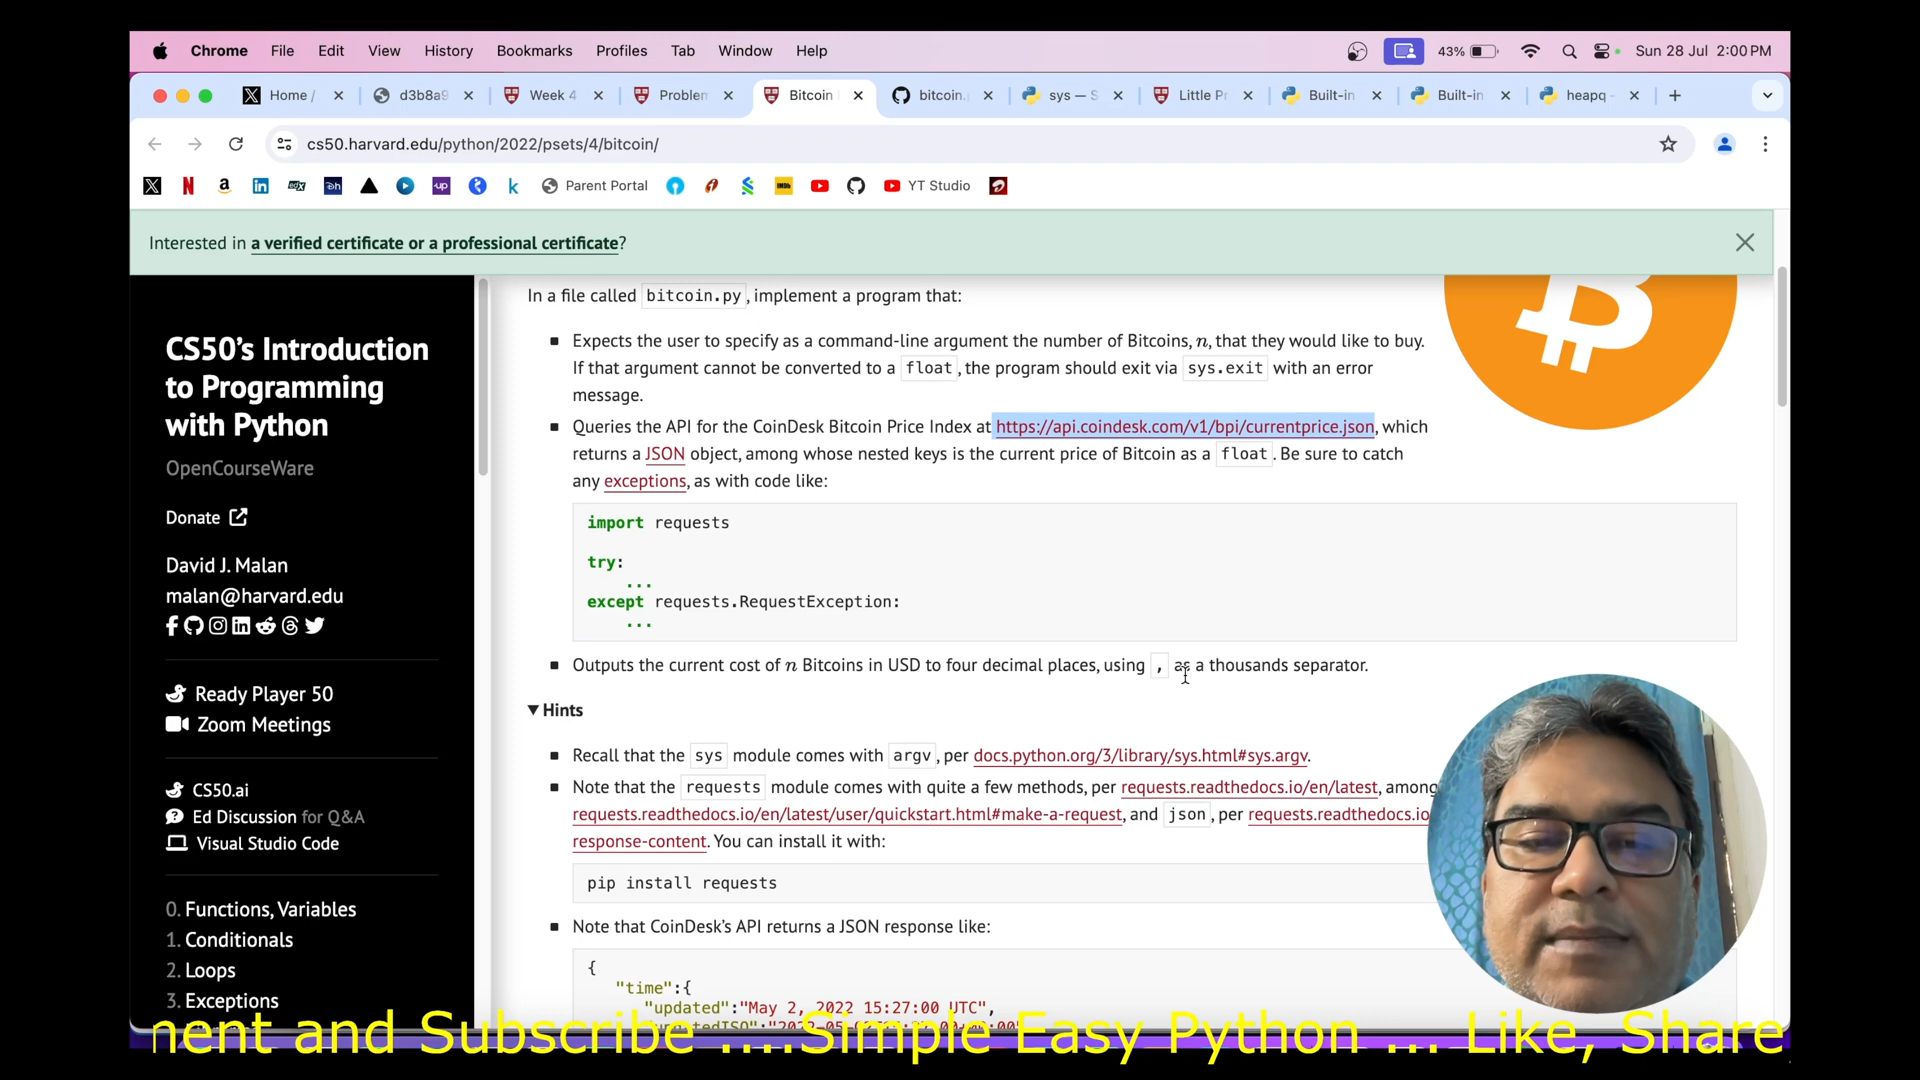 Chrome File Edit View History Bookmarks Profiles Tab Window Help 43% Sun 28 Jul 2:00 PM
Home / d3b8a9 Week 4 Problem Bitcoin bitcoin. sys — S Little Pr Built-in Built-in heapq -
cs50.harvard.edu/python/2022/psets/4/bitcoin/
Parent Portal YT Studio
Interested in a verified certificate or a professional certificate?
CS50's Introduction
to Programming
with Python
OpenCourseWare
Donate
David J. Malan
malan@harvard.edu
Ready Player 50
Zoom Meetings
CS50.ai
Ed Discussion for Q&A
Visual Studio Code
0. Functions, Variables
1. Conditionals
2. Loops
3. Exceptions
In a file called bitcoin.py, implement a program that:
Expects the user to specify as a command-line argument the number of Bitcoins, n, that they would like to buy.
If that argument cannot be converted to a float, the program should exit via sys.exit with an error
message.
Queries the API for the CoinDesk Bitcoin Price Index at https://api.coindesk.com/v1/bpi/currentprice.json, which
returns a JSON object, among whose nested keys is the current price of Bitcoin as a float. Be sure to catch
any exceptions, as with code like:
import requests
try:
...
except requests.RequestException:
...
Outputs the current cost of n Bitcoins in USD to four decimal places, using , as a thousands separator.
Hints
Recall that the sys module comes with argv, per docs.python.org/3/library/sys.html#sys.argv.
Note that the requests module comes with quite a few methods, per requests.readthedocs.io/en/latest, among
requests.readthedocs.io/en/latest/user/quickstart.html#make-a-request, and json, per requests.readthedocs.io
response-content. You can install it with:
pip install requests
Note that CoinDesk's API returns a JSON response like:
{
"time":{
"updated":"May 2, 2022 15:27:00 UTC",
nent and Subscribe ....Simple Easy Python ... Like, Share